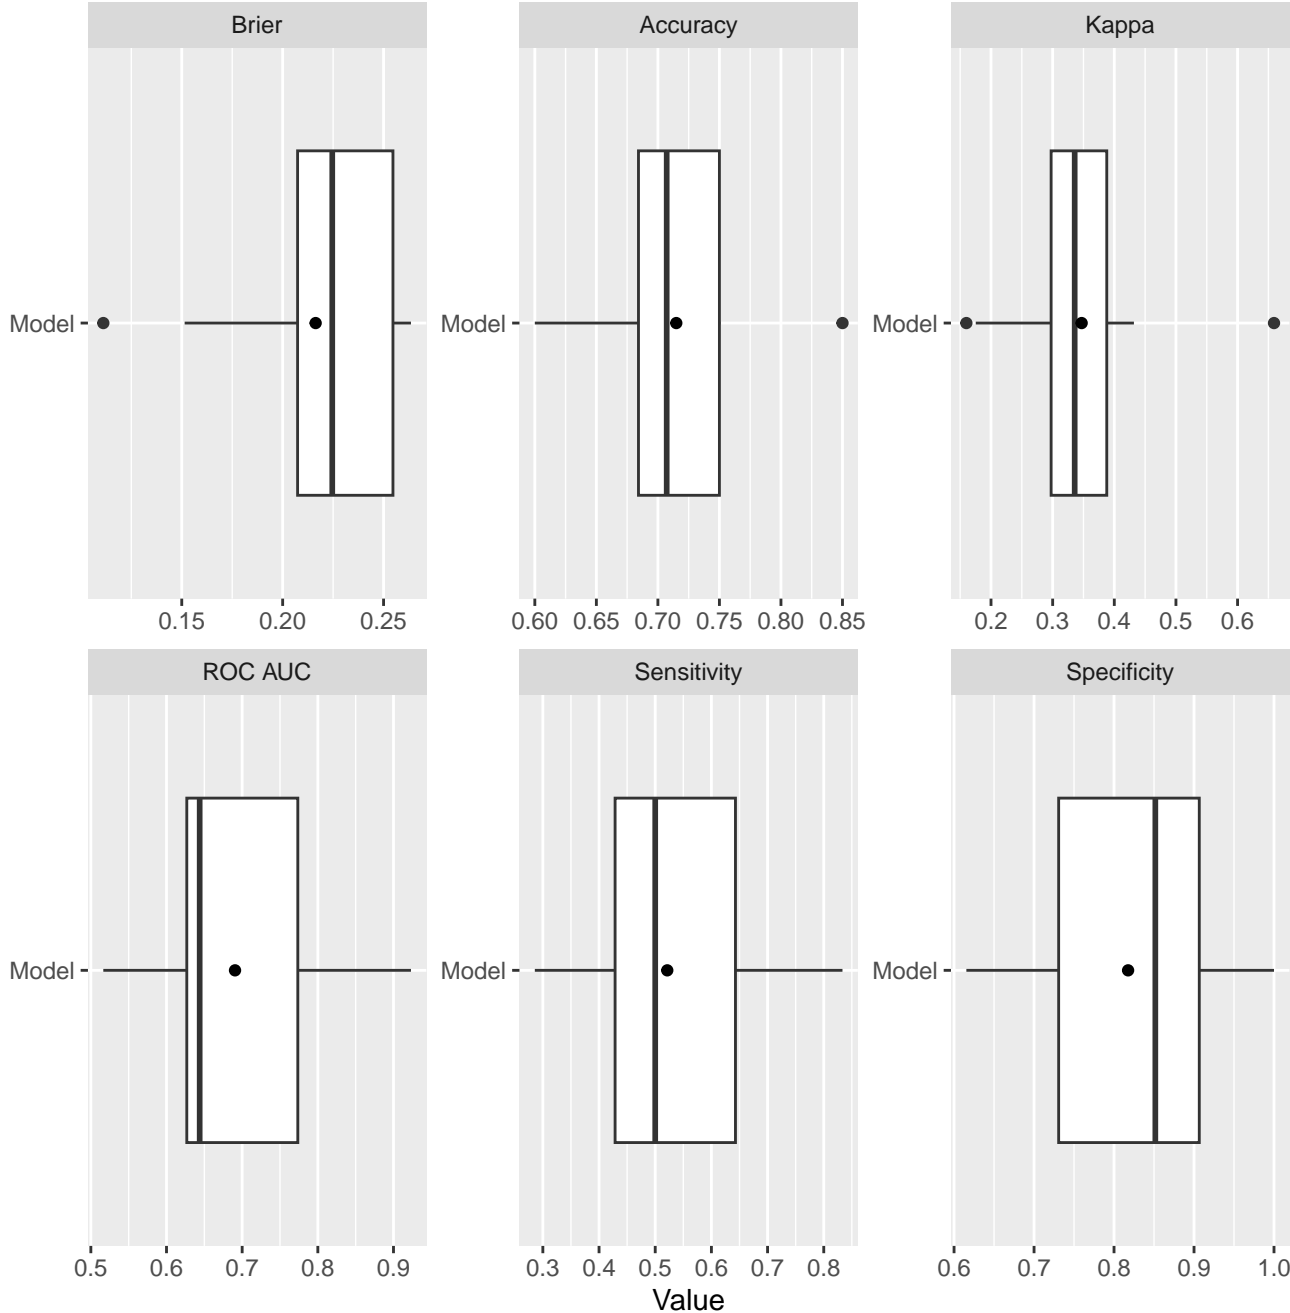 Brier Accuracy Kappa
Model Model Model
0.15 0.20 0.25 0.60 0.65 0.70 0.75 0.80 0.85 0.2 0.3 0.4 0.5 0.6
ROC AUC Sensitivity Specificity
Model Model Model
0.5 0.6 0.7 0.8 0.9 0.3 0.4 0.5 0.6 0.7 0.8 0.6 0.7 0.8 0.9 1.0
Value